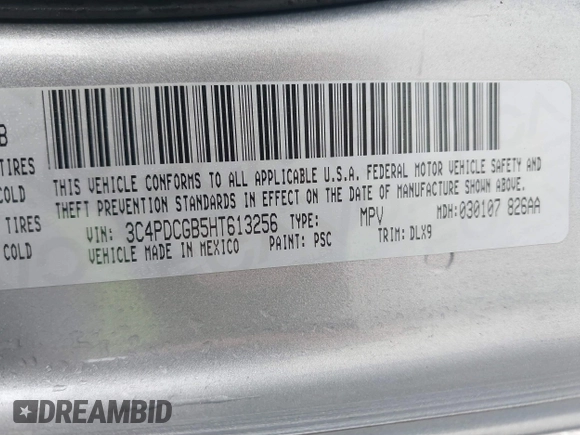 B
TIRES
COLD
TIRES
COLD
THIS VEHICLE CONFORMS TO ALL APPLICABLE U.S.A. FEDERAL MOTOR VEHICLE SAFETY AND
THEFT PREVENTION STANDARDS IN EFFECT ON THE DATE OF MANUFACTURE SHOWN ABOVE.
VIN: 3C4PDCGB5HT613256 TYPE: MPV MDH:030107 826AA
VEHICLE MADE IN MEXICO PAINT: PSC TRIM: DLX9
DREAMBID